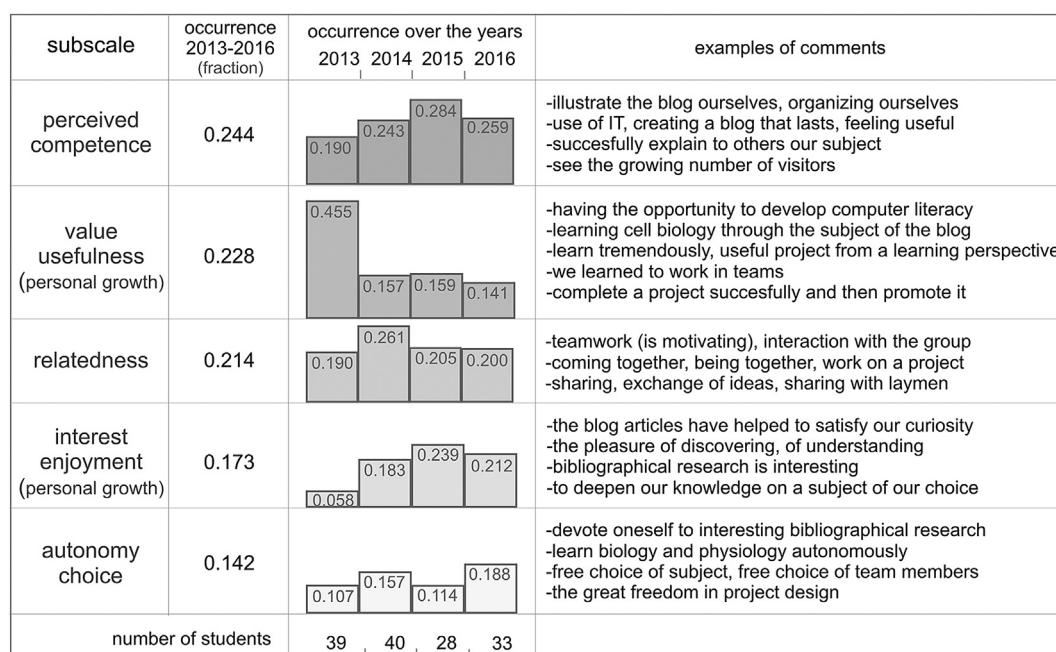 subscale
occurrence
2013-2016
(fraction)
occurrence over the years
2013 2014 2015 2016
examples of comments
perceived
competence
0.244
0.190 0.243 0.284 0.259
-illustrate the blog ourselves, organizing ourselves
-use of IT, creating a blog that lasts, feeling useful
-succesfully explain to others our subject
-see the growing number of visitors
value
usefulness
(personal growth)
0.228
0.455 0.157 0.159 0.141
-having the opportunity to develop computer literacy
-learning cell biology through the subject of the blog
-learn tremendously, useful project from a learning perspective
-we learned to work in teams
-complete a project succesfully and then promote it
relatedness
0.214
0.190 0.261 0.205 0.200
-teamwork (is motivating), interaction with the group
-coming together, being together, work on a project
-sharing, exchange of ideas, sharing with laymen
interest
enjoyment
(personal growth)
0.173
0.058 0.183 0.239 0.212
-the blog articles have helped to satisfy our curiosity
-the pleasure of discovering, of understanding
-bibliographical research is interesting
-to deepen our knowledge on a subject of our choice
autonomy
choice
0.142
0.107 0.157 0.114 0.188
-devote oneself to interesting bibliographical research
-learn biology and physiology autonomously
-free choice of subject, free choice of team members
-the great freedom in project design
number of students
39 40 28 33